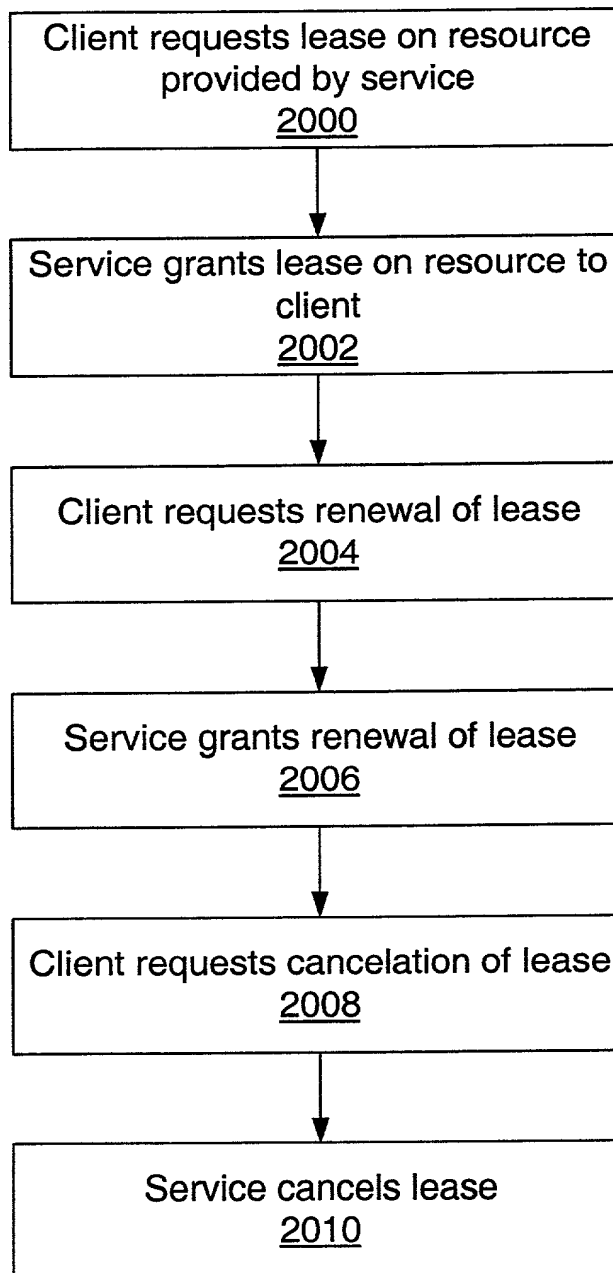 Client requests lease on resource
provided by service
2000
Service grants lease on resource to
client
2002
Client requests renewal of lease
2004
Service grants renewal of lease
2006
Client requests cancelation of lease
2008
Service cancels lease
2010